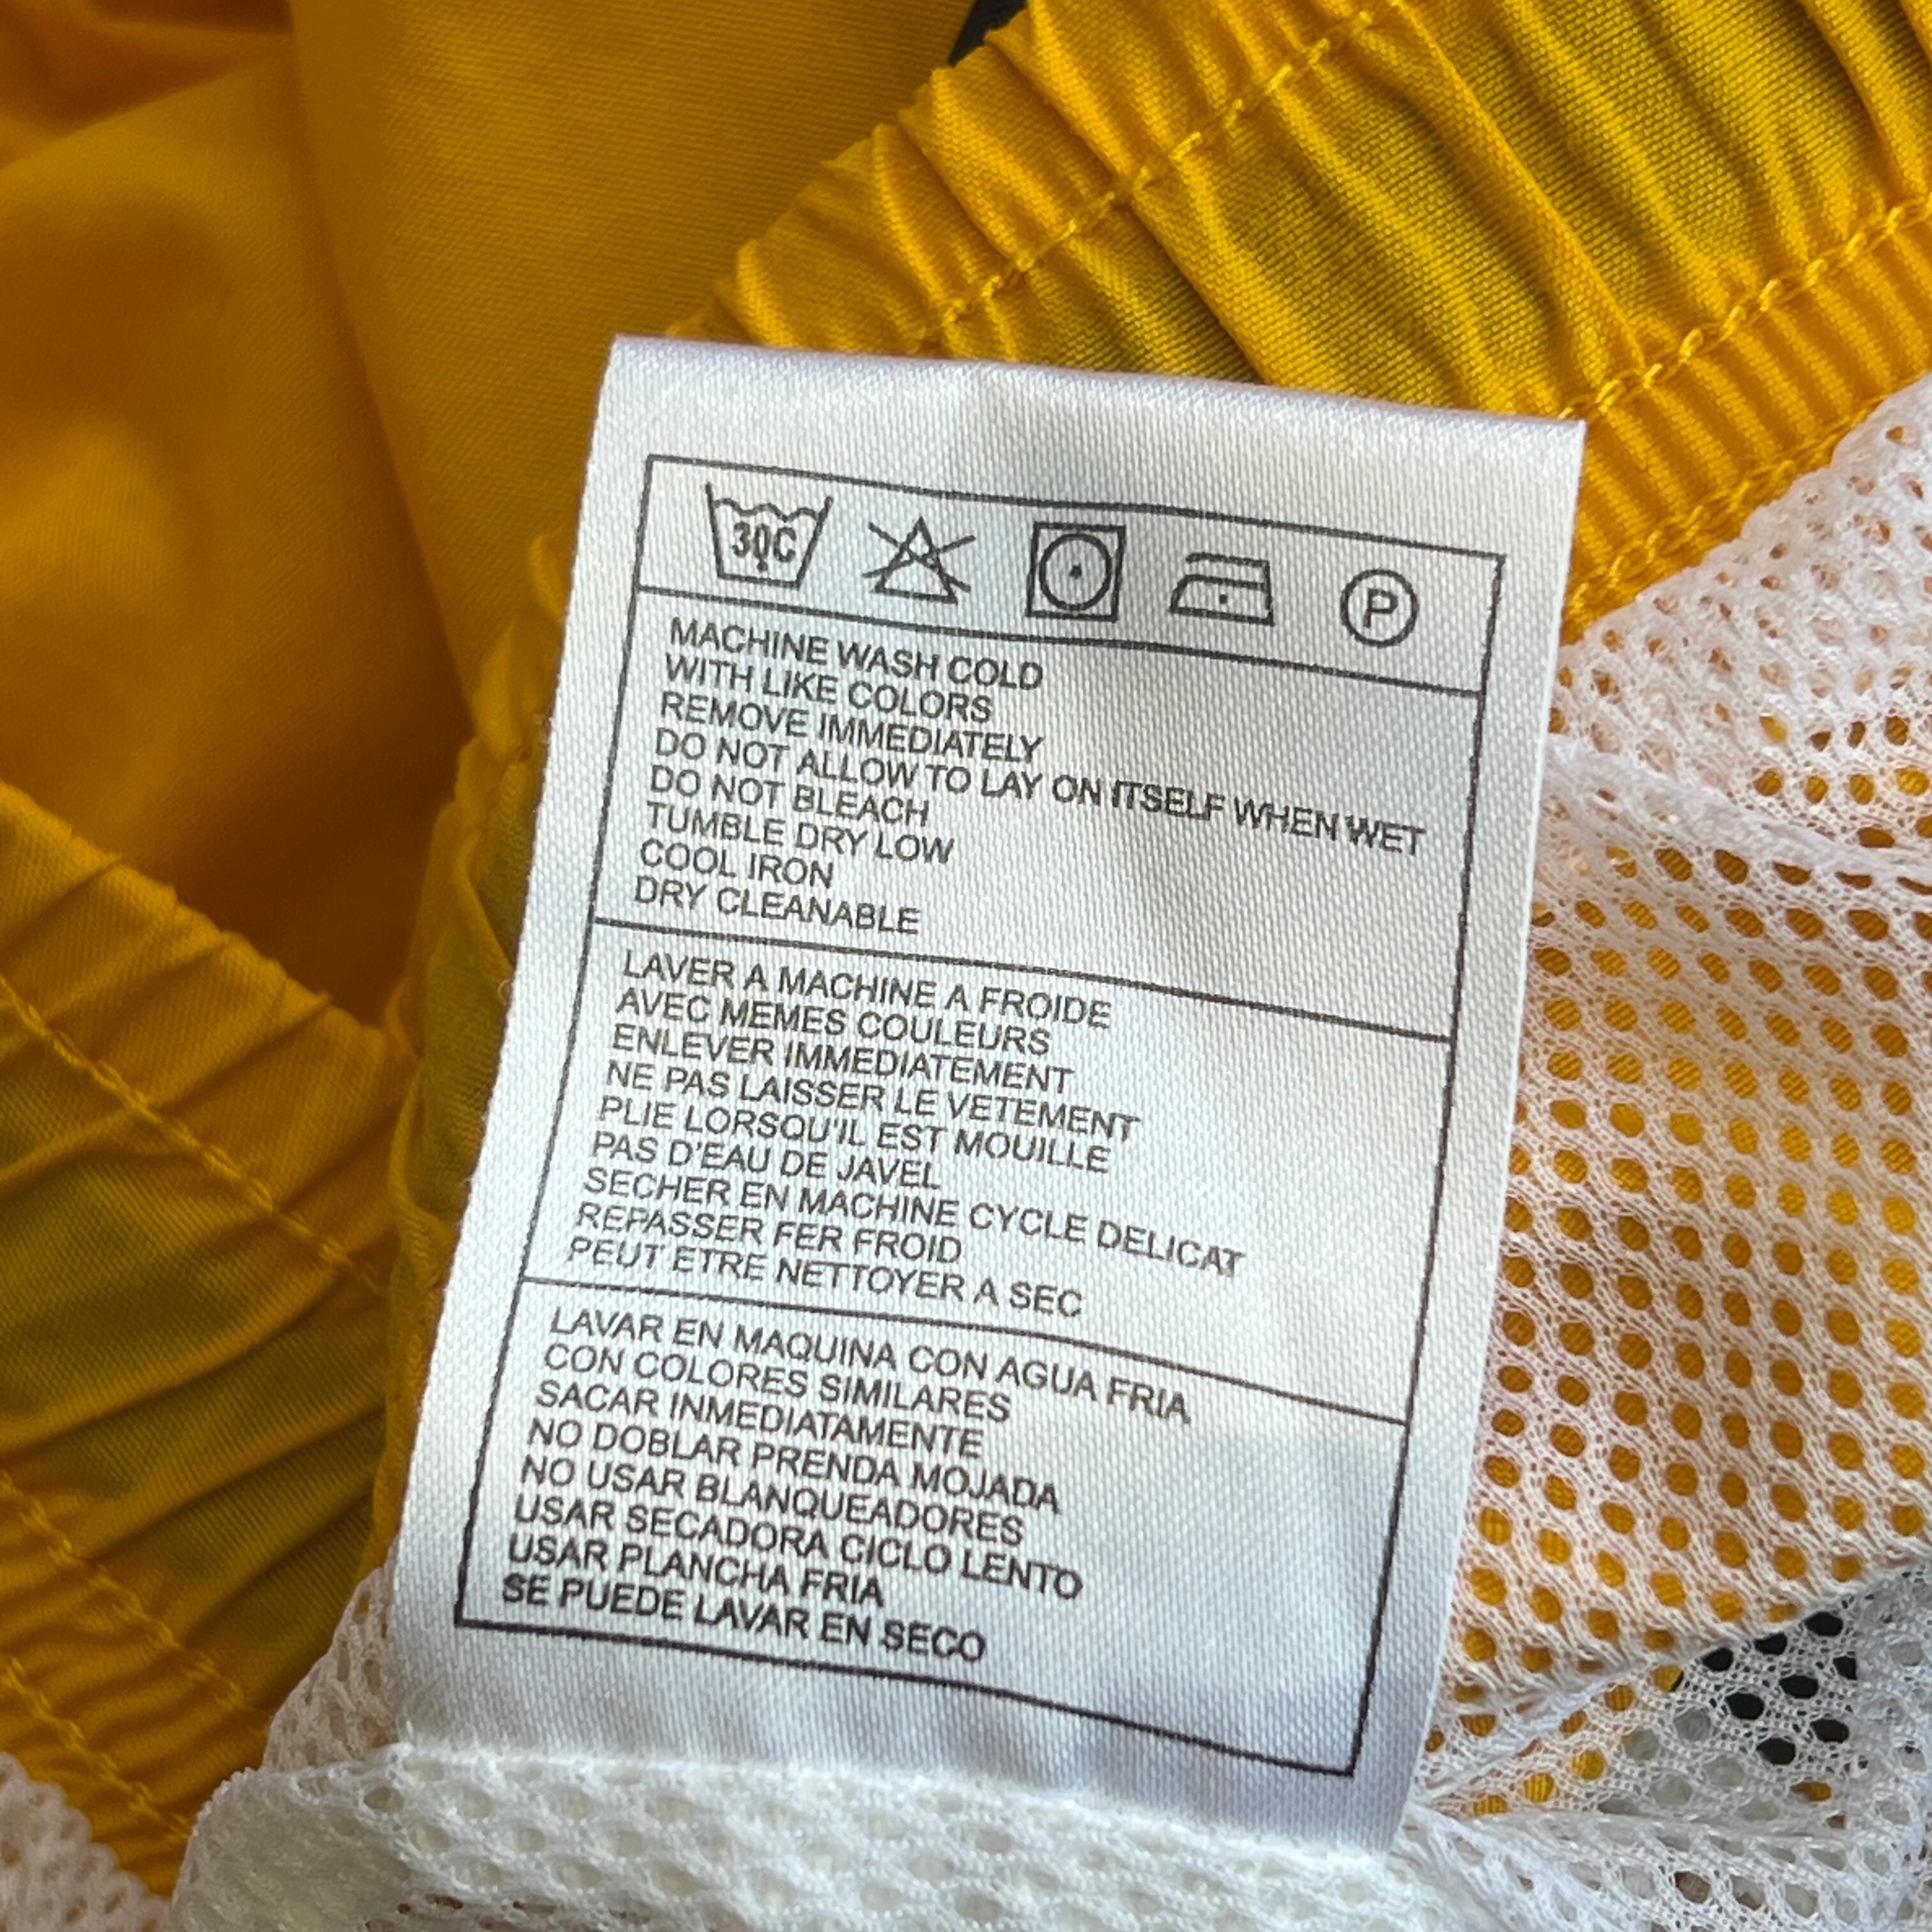 30C P
MACHINE WASH COLD
WITH LIKE COLORS
REMOVE IMMEDIATELY
DO NOT ALLOW TO LAY ON ITSELF WHEN WET
DO NOT BLEACH
TUMBLE DRY LOW
COOL IRON
DRY CLEANABLE
LAVER A MACHINE A FROIDE
AVEC MEMES COULEURS
ENLEVER IMMEDIATEMENT
NE PAS LAISSER LE VETEMENT
PLIE LORSQU'IL EST MOUILLE
PAS D'EAU DE JAVEL
SECHER EN MACHINE CYCLE DELICAT
REPASSER FER FROID
PEUT ETRE NETTOYER A SEC
LAVAR EN MAQUINA CON AGUA FRIA
CON COLORES SIMILARES
SACAR INMEDIATAMENTE
NO DOBLAR PRENDA MOJADA
NO USAR BLANQUEADORES
USAR SECADORA CICLO LENTO
USAR PLANCHA FRIA
SE PUEDE LAVAR EN SECO